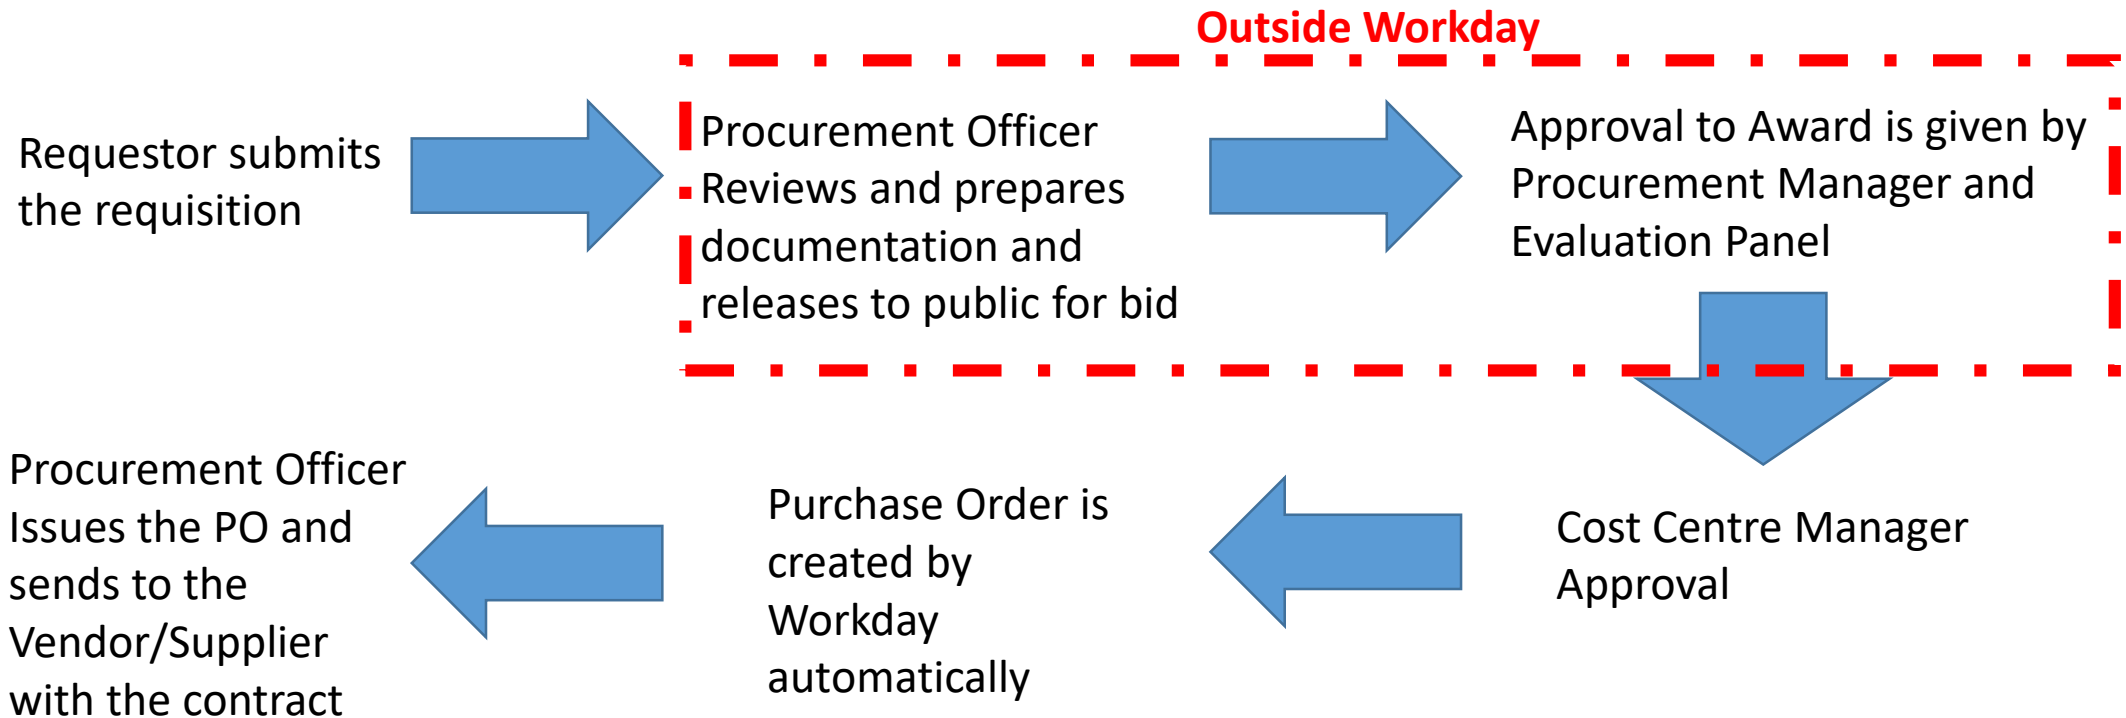 Outside Workday
Requestor submits
the requisition
Procurement Officer
Reviews and prepares
documentation and
releases to public for bid
Approval to Award is given by
Procurement Manager and
Evaluation Panel
Cost Centre Manager
Approval
Purchase Order is
created by
Workday
automatically
Procurement Officer
Issues the PO and
sends to the
Vendor/Supplier
with the contract